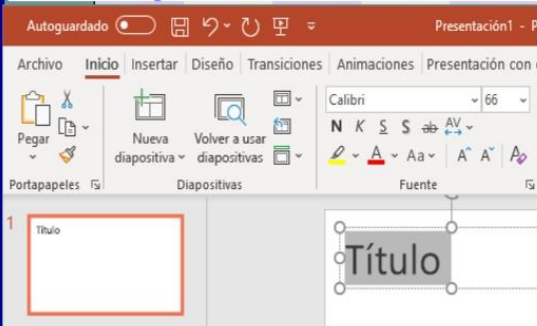 Autoguardado
Presentación1 - P
Archivo Inicio Insertar Diseño Transiciones Animaciones Presentación con
Calibri 66
Pegar
Nueva diapositiva
Volver a usar diapositivas
N K S S ab AV
A Aa A A A
Portapapeles Diapositivas Fuente
1
Título
Título